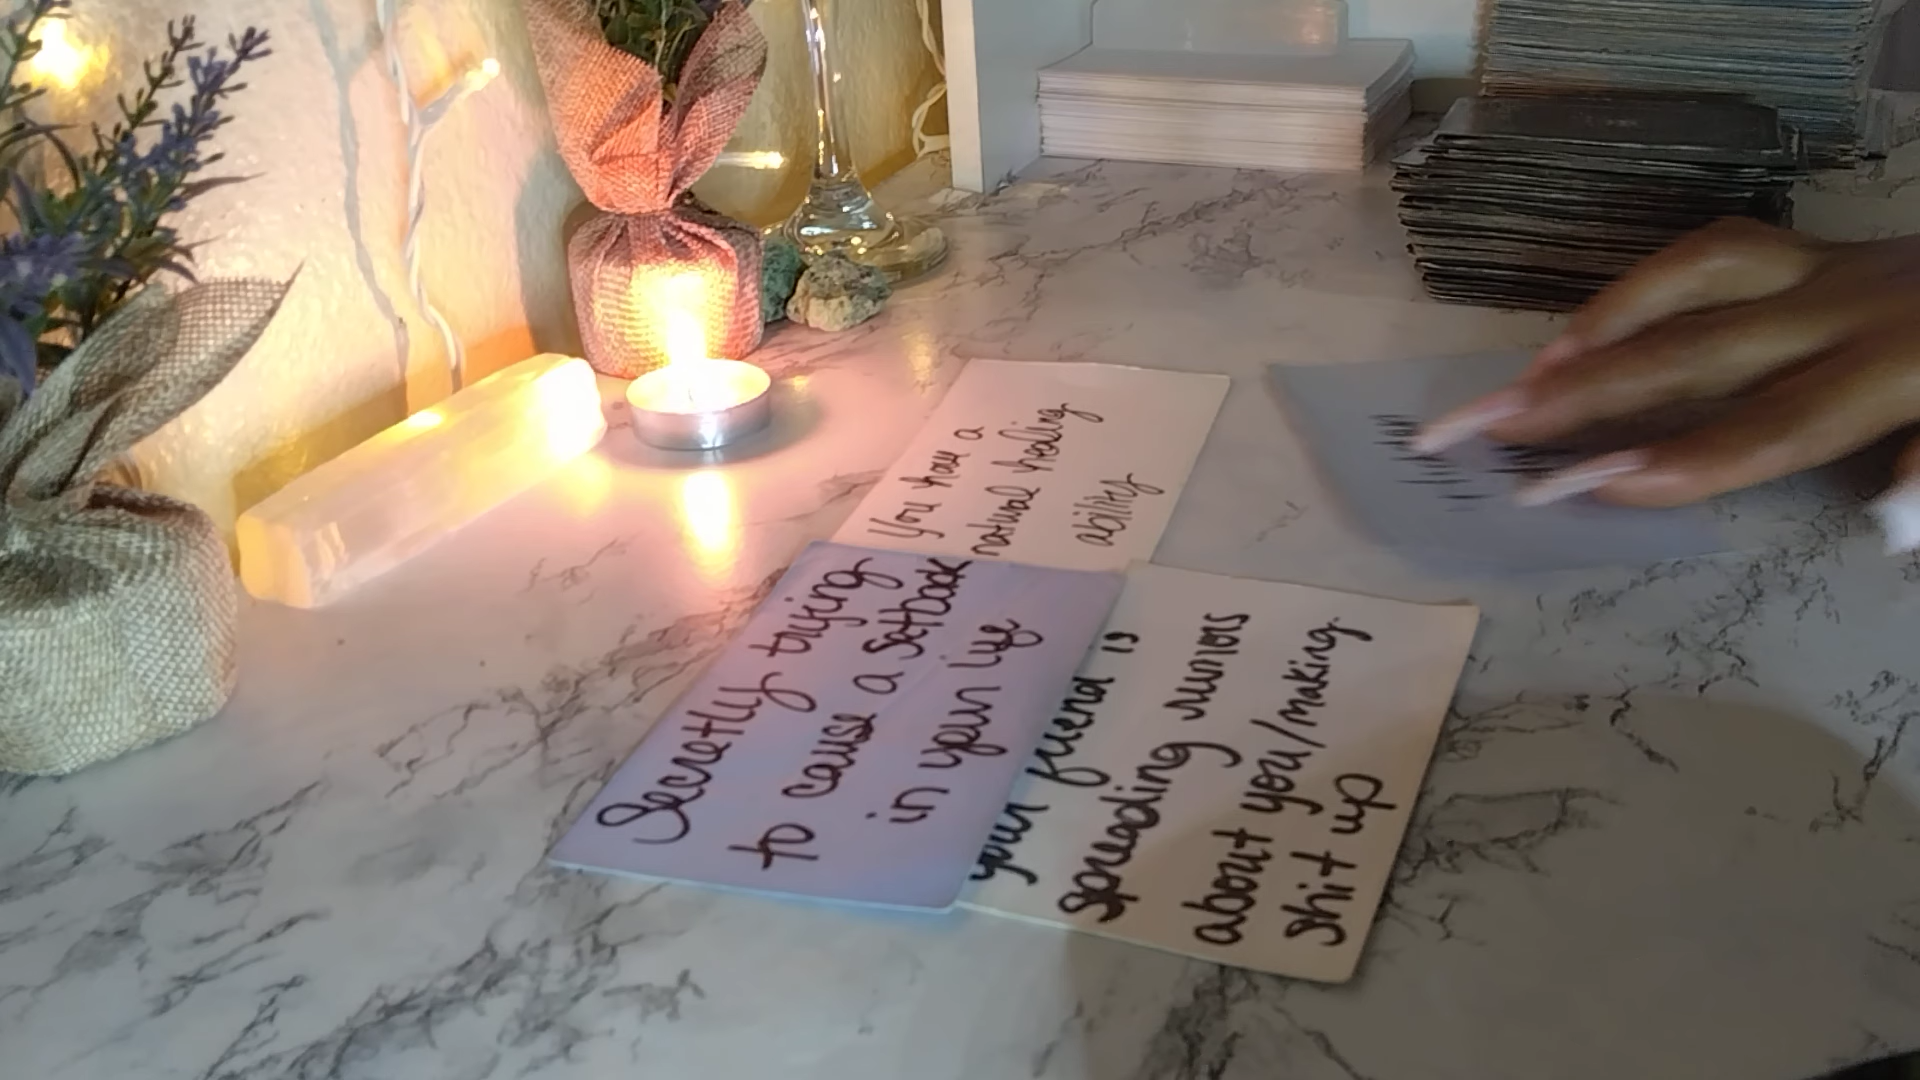 You have a
natural healing
ability
Secretly trying
to cause a setback
in your life
your friend is
spreading rumors
about you/making
shit up